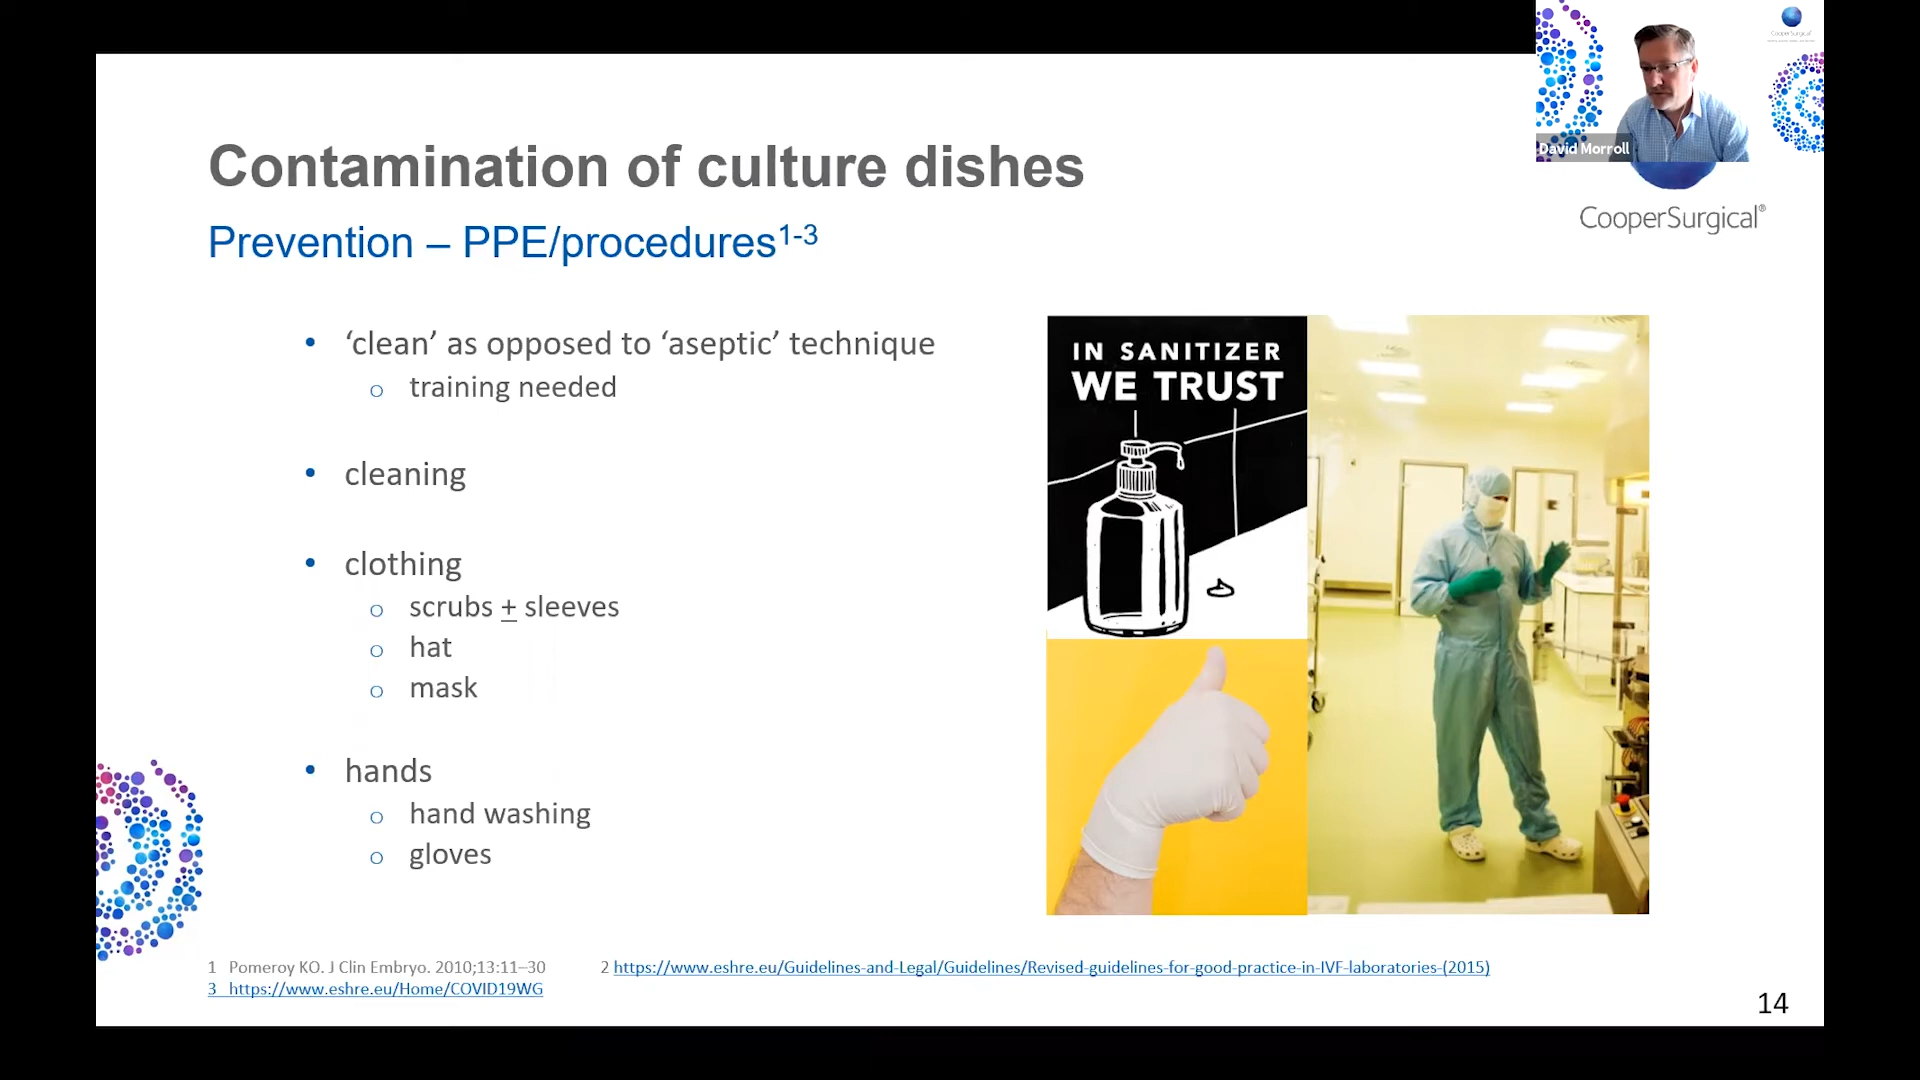 Contamination of culture dishes
Prevention – PPE/procedures1-3
• ‘clean’ as opposed to ‘aseptic’ technique
o training needed
• cleaning
• clothing
o scrubs + sleeves
o hat
o mask
• hands
o hand washing
o gloves
IN SANITIZER
WE TRUST
David Morroll
CooperSurgical
CooperSurgical®
1 Pomeroy KO. J Clin Embryo. 2010;13:11–30
2 https://www.eshre.eu/Guidelines-and-Legal/Guidelines/Revised-guidelines-for-good-practice-in-IVF-laboratories-(2015)
3 https://www.eshre.eu/Home/COVID19WG
14